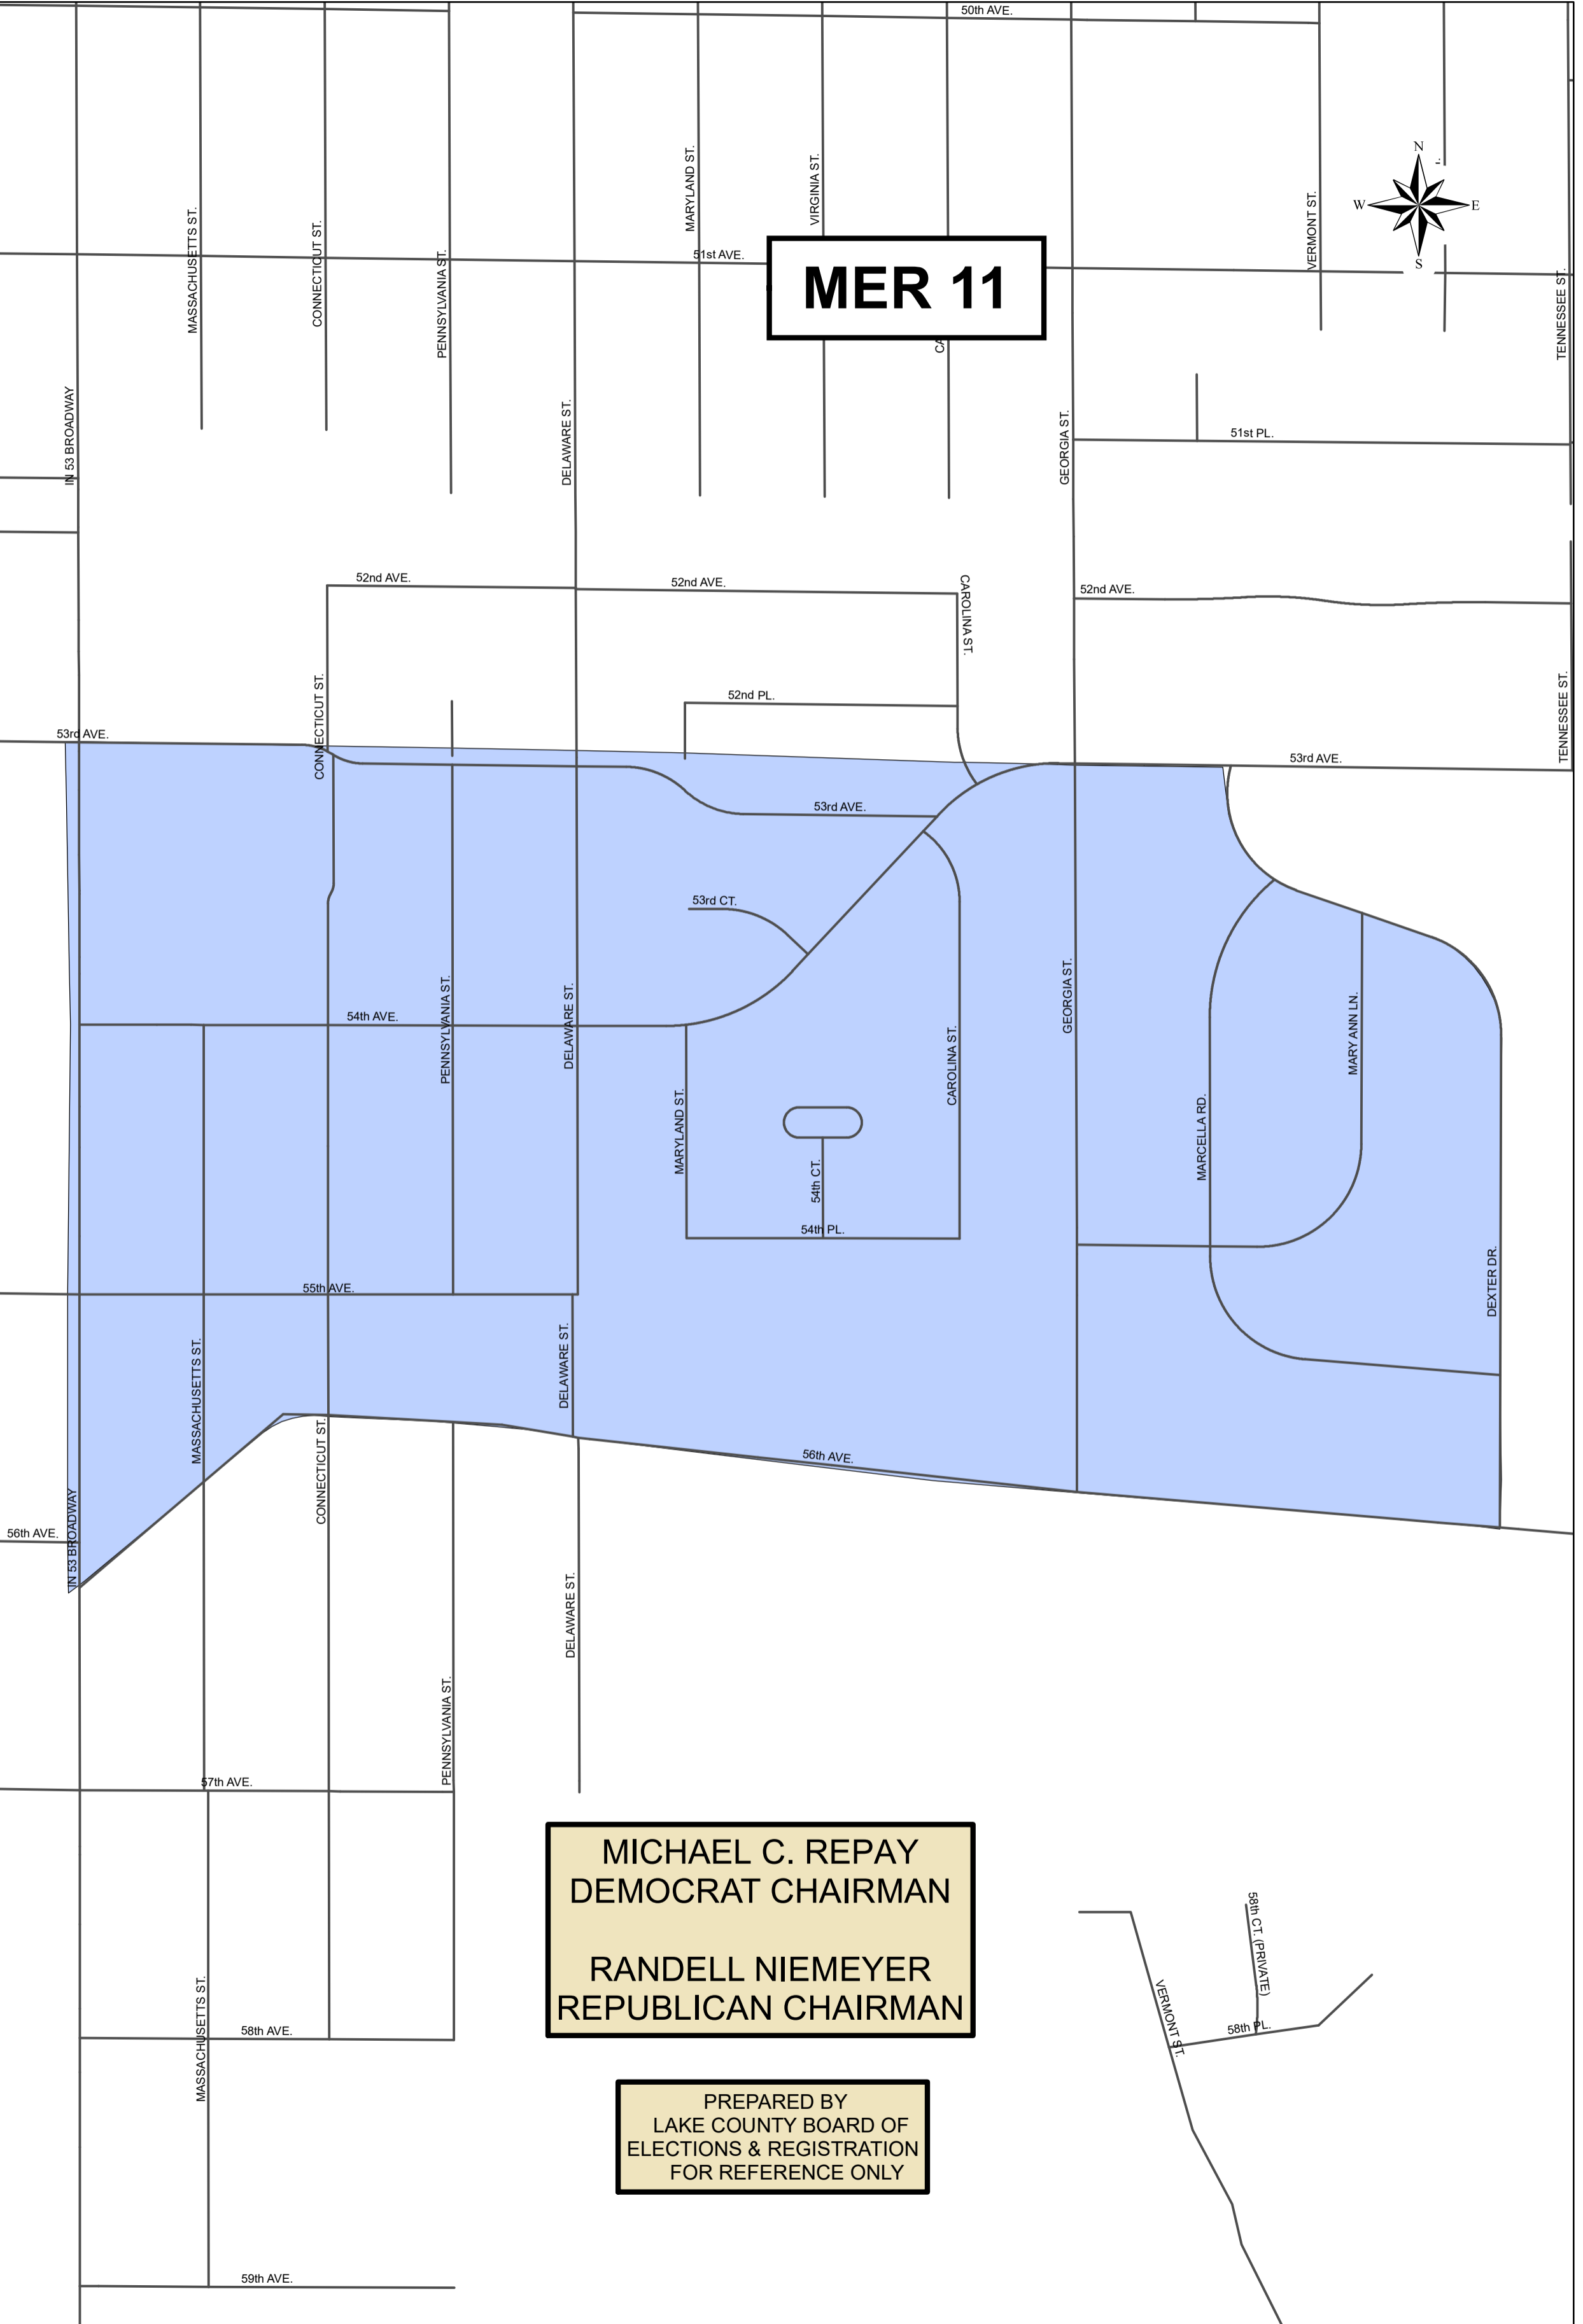 50th AVE.
N
W
E
S
MASSACHUSETTS ST.
CONNECTICUT ST.
PENNSYLVANIA ST.
MARYLAND ST.
VIRGINIA ST.
VERMONT ST.
TENNESSEE ST.
51st AVE.
MER 11
CA
IN 53 BROADWAY
DELAWARE ST.
GEORGIA ST.
51st PL.
52nd AVE.
52nd AVE.
CAROLINA ST.
52nd AVE.
CONNECTICUT ST.
52nd PL.
TENNESSEE ST.
53rd AVE.
53rd AVE.
53rd AVE.
53rd CT.
PENNSYLVANIA ST.
DELAWARE ST.
GEORGIA ST.
54th AVE.
CAROLINA ST.
MARY ANN LN.
MARYLAND ST.
MARCELLA RD.
54th CT.
54th PL.
DEXTER DR.
55th AVE.
MASSACHUSETTS ST.
DELAWARE ST.
CONNECTICUT ST.
56th AVE.
56th AVE.
IN 53 BROADWAY
DELAWARE ST.
PENNSYLVANIA ST.
57th AVE.
MICHAEL C. REPAY
DEMOCRAT CHAIRMAN
RANDELL NIEMEYER
REPUBLICAN CHAIRMAN
58th CT. (PRIVATE)
VERMONT ST.
58th PL.
MASSACHUSETTS ST.
58th AVE.
PREPARED BY
LAKE COUNTY BOARD OF
ELECTIONS & REGISTRATION
FOR REFERENCE ONLY
59th AVE.